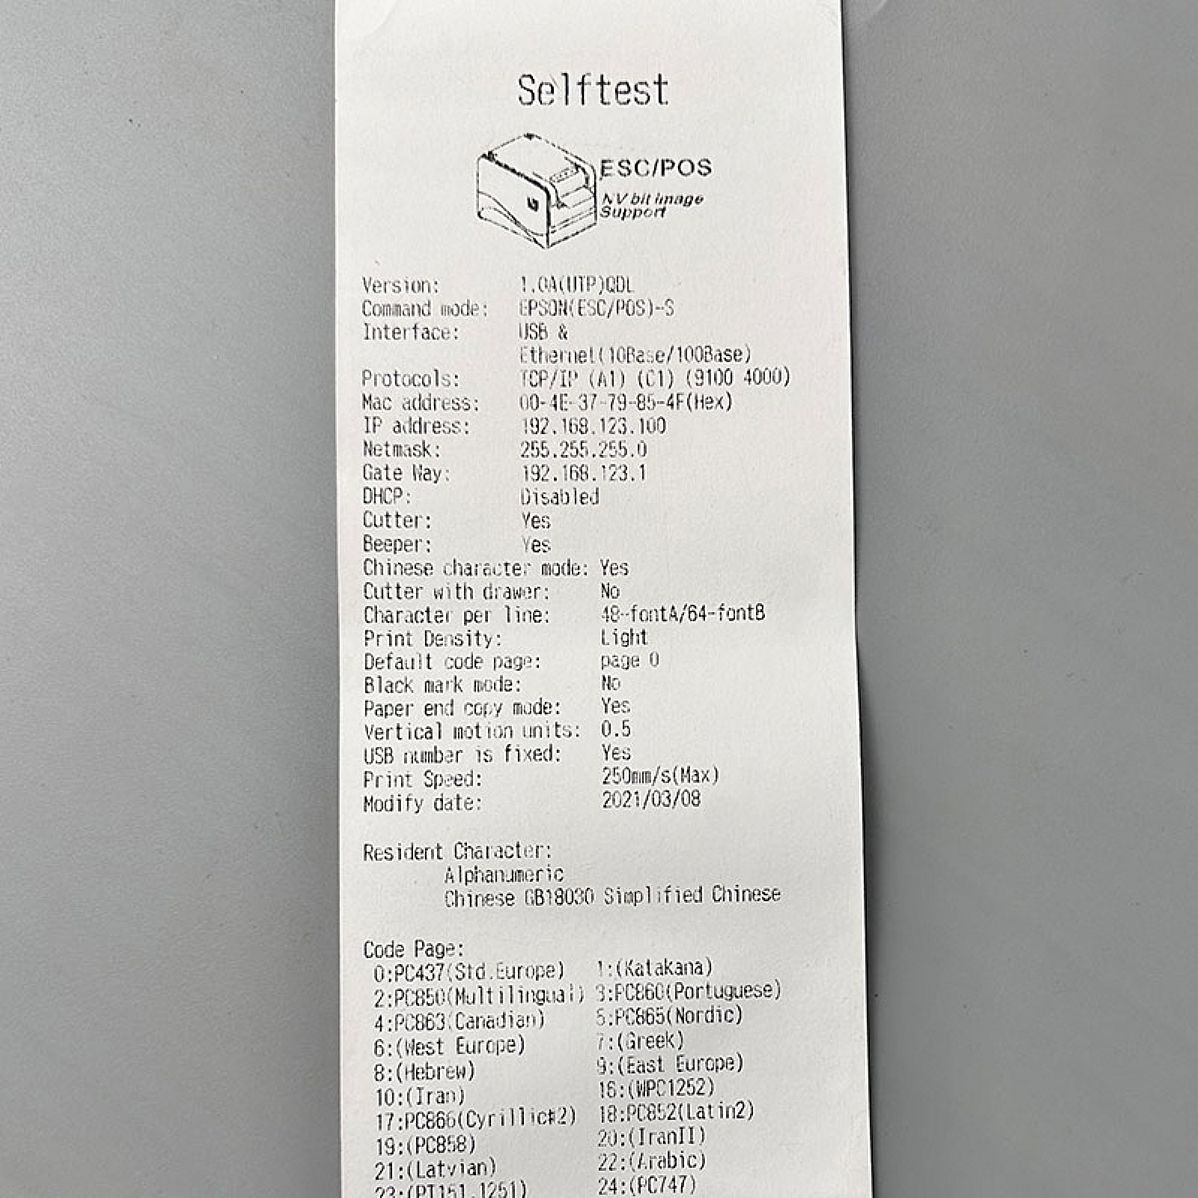 Selftest
ESC/POS
NV bit image
Support
Version: 1.0A(UTP)QDL
Command mode: EPSON(ESC/POS)-S
Interface: USB &
Ethernet(10Base/100Base)
Protocols: TCP/IP (A1) (C1) (9100 4000)
Mac address: 00-4E-37-79-85-4F(Hex)
IP address: 192.168.123.100
Netmask: 255.255.255.0
Gate Way: 192.168.123.1
DHCP: Disabled
Cutter: Yes
Beeper: Yes
Chinese character mode: Yes
Cutter with drawer: No
Character per line: 48-fontA/64-fontB
Print Density: Light
Default code page: page 0
Black mark mode: No
Paper end copy mode: Yes
Vertical motion units: 0.5
USB number is fixed: Yes
Print Speed: 250mm/s(Max)
Modify date: 2021/03/08
Resident Character:
Alphanumeric
Chinese GB18030 Simplified Chinese
Code Page:
0:PC437(Std.Europe) 1:(Katakana)
2:PC850(Multilingual) 3:PC860(Portuguese)
4:PC863(Canadian) 5:PC865(Nordic)
6:(West Europe) 7:(Greek)
8:(Hebrew) 9:(East Europe)
10:(Iran) 16:(WPC1252)
17:PC866(Cyrillic#2) 18:PC852(Latin2)
19:(PC858) 20:(IranII)
21:(Latvian) 22:(Arabic)
23:(PT151,1251) 24:(PC747)